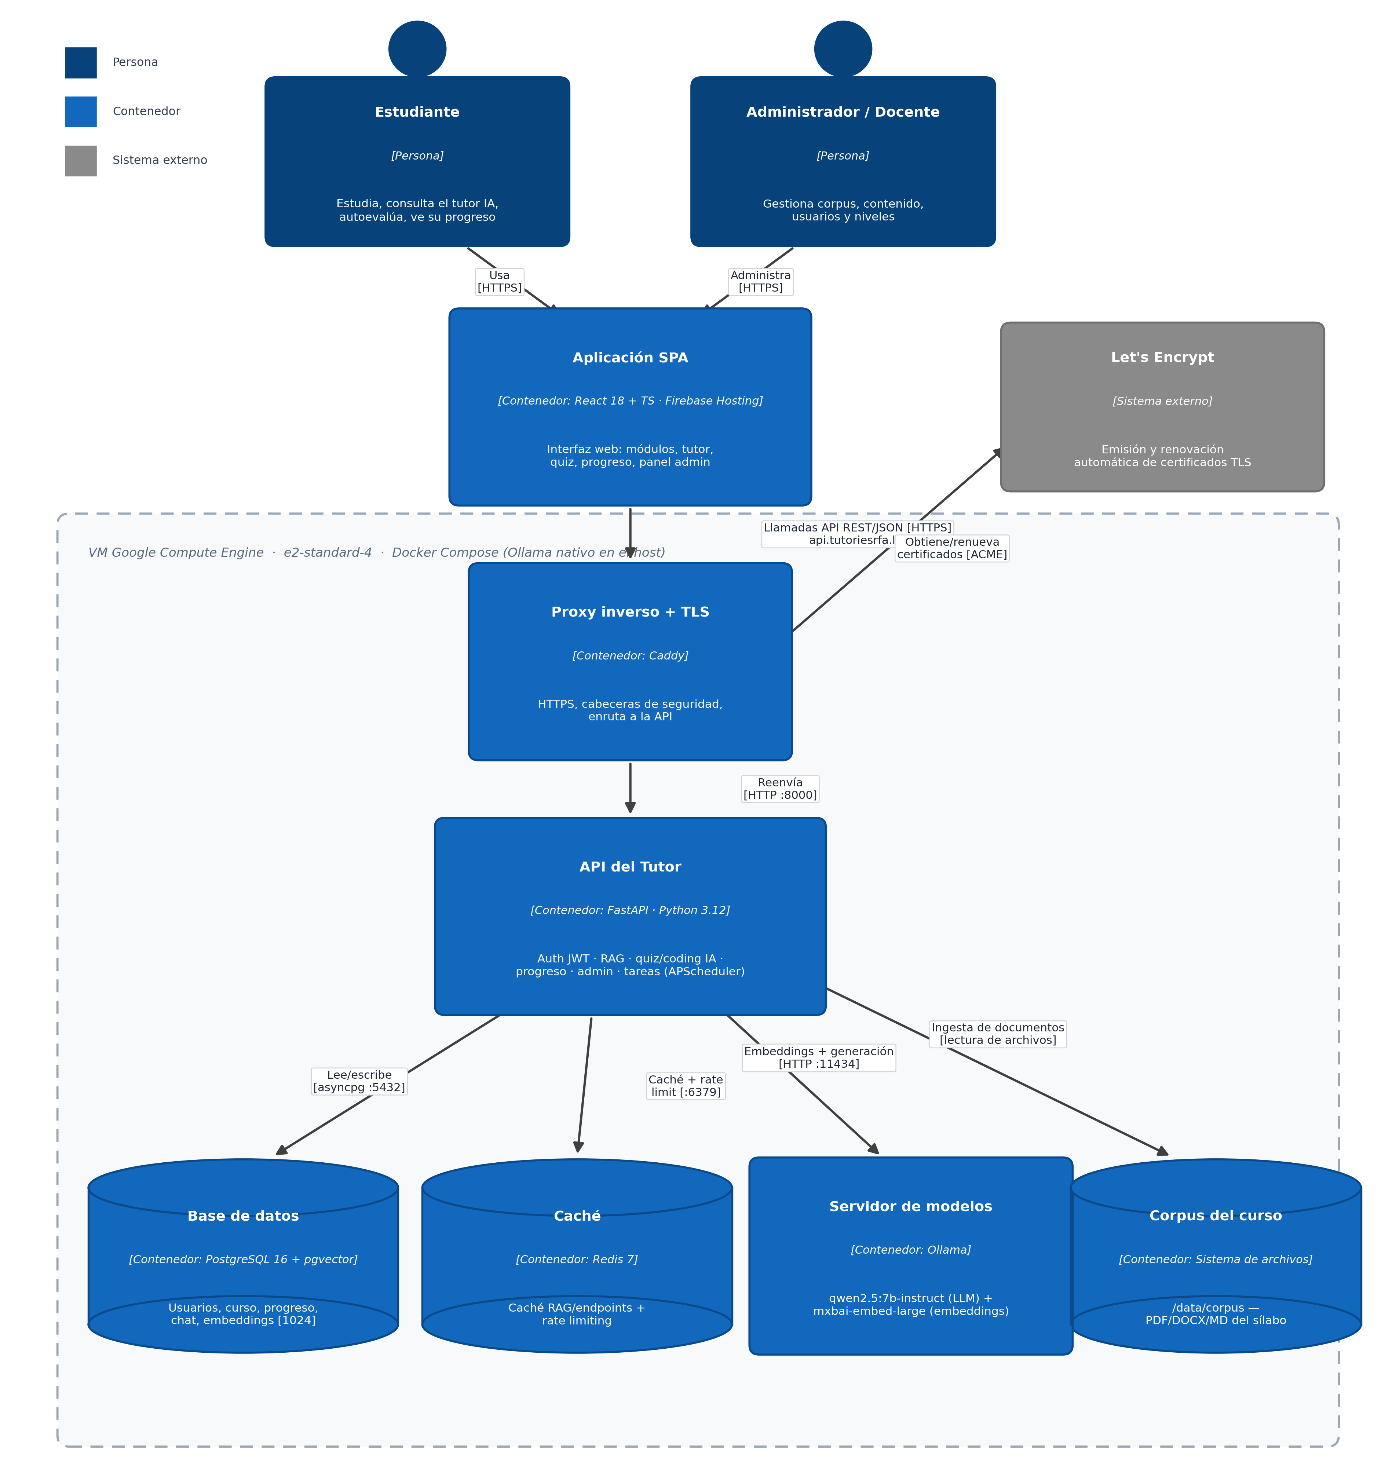 Persona
Contenedor
Sistema externo
Estudiante
[Persona]
Estudia, consulta el tutor IA,
autoevalúa, ve su progreso
Administrador / Docente
[Persona]
Gestiona corpus, contenido,
usuarios y niveles
Usa
[HTTPS]
Administra
[HTTPS]
Aplicación SPA
[Contenedor: React 18 + TS · Firebase Hosting]
Interfaz web: módulos, tutor,
quiz, progreso, panel admin
Let's Encrypt
[Sistema externo]
Emisión y renovación
automática de certificados TLS
Llamadas API REST/JSON [HTTPS]
Obtiene/renueva
certificados [ACME]
VM Google Compute Engine · e2-standard-4 · Docker Compose (Ollama nativo en el host)
Proxy inverso + TLS
[Contenedor: Caddy]
HTTPS, cabeceras de seguridad,
enruta a la API
Reenvía
[HTTP :8000]
API del Tutor
[Contenedor: FastAPI · Python 3.12]
Auth JWT · RAG · quiz/coding IA ·
progreso · admin · tareas (APScheduler)
Lee/escribe
[asyncpg :5432]
Caché + rate
limit [:6379]
Embeddings + generación
[HTTP :11434]
Ingesta de documentos
[lectura de archivos]
Base de datos
[Contenedor: PostgreSQL 16 + pgvector]
Usuarios, curso, progreso,
chat, embeddings [1024]
Caché
[Contenedor: Redis 7]
Caché RAG/endpoints +
rate limiting
Servidor de modelos
[Contenedor: Ollama]
qwen2.5:7b-instruct (LLM) +
mxbai-embed-large (embeddings)
Corpus del curso
[Contenedor: Sistema de archivos]
/data/corpus —
PDF/DOCX/MD del sílabo